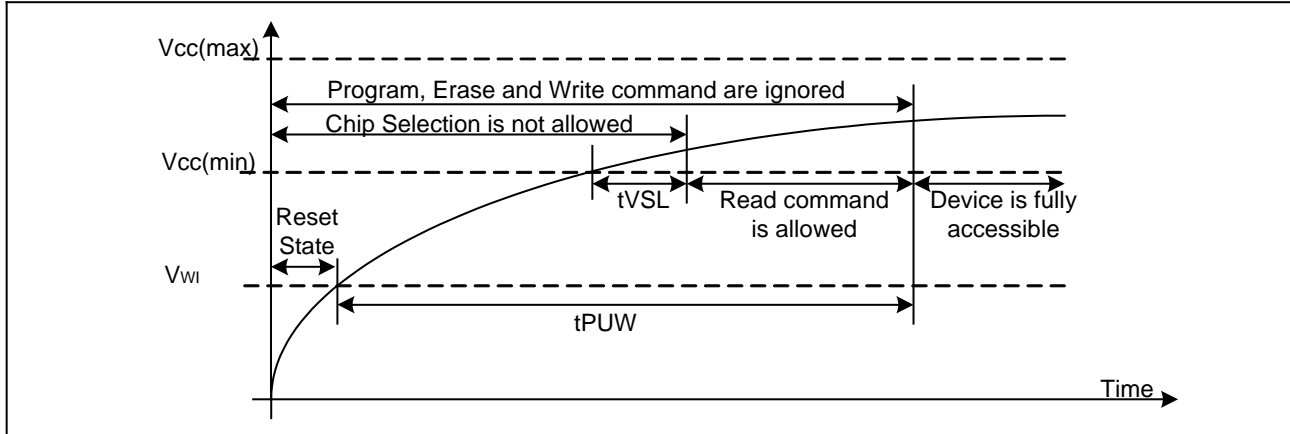 Vcc(max)
Program, Erase and Write command are ignored
Chip Selection is not allowed
Vcc(min)
tVSL
Read command
is allowed
Device is fully
accessible
Reset
State
VWI
tPUW
Time